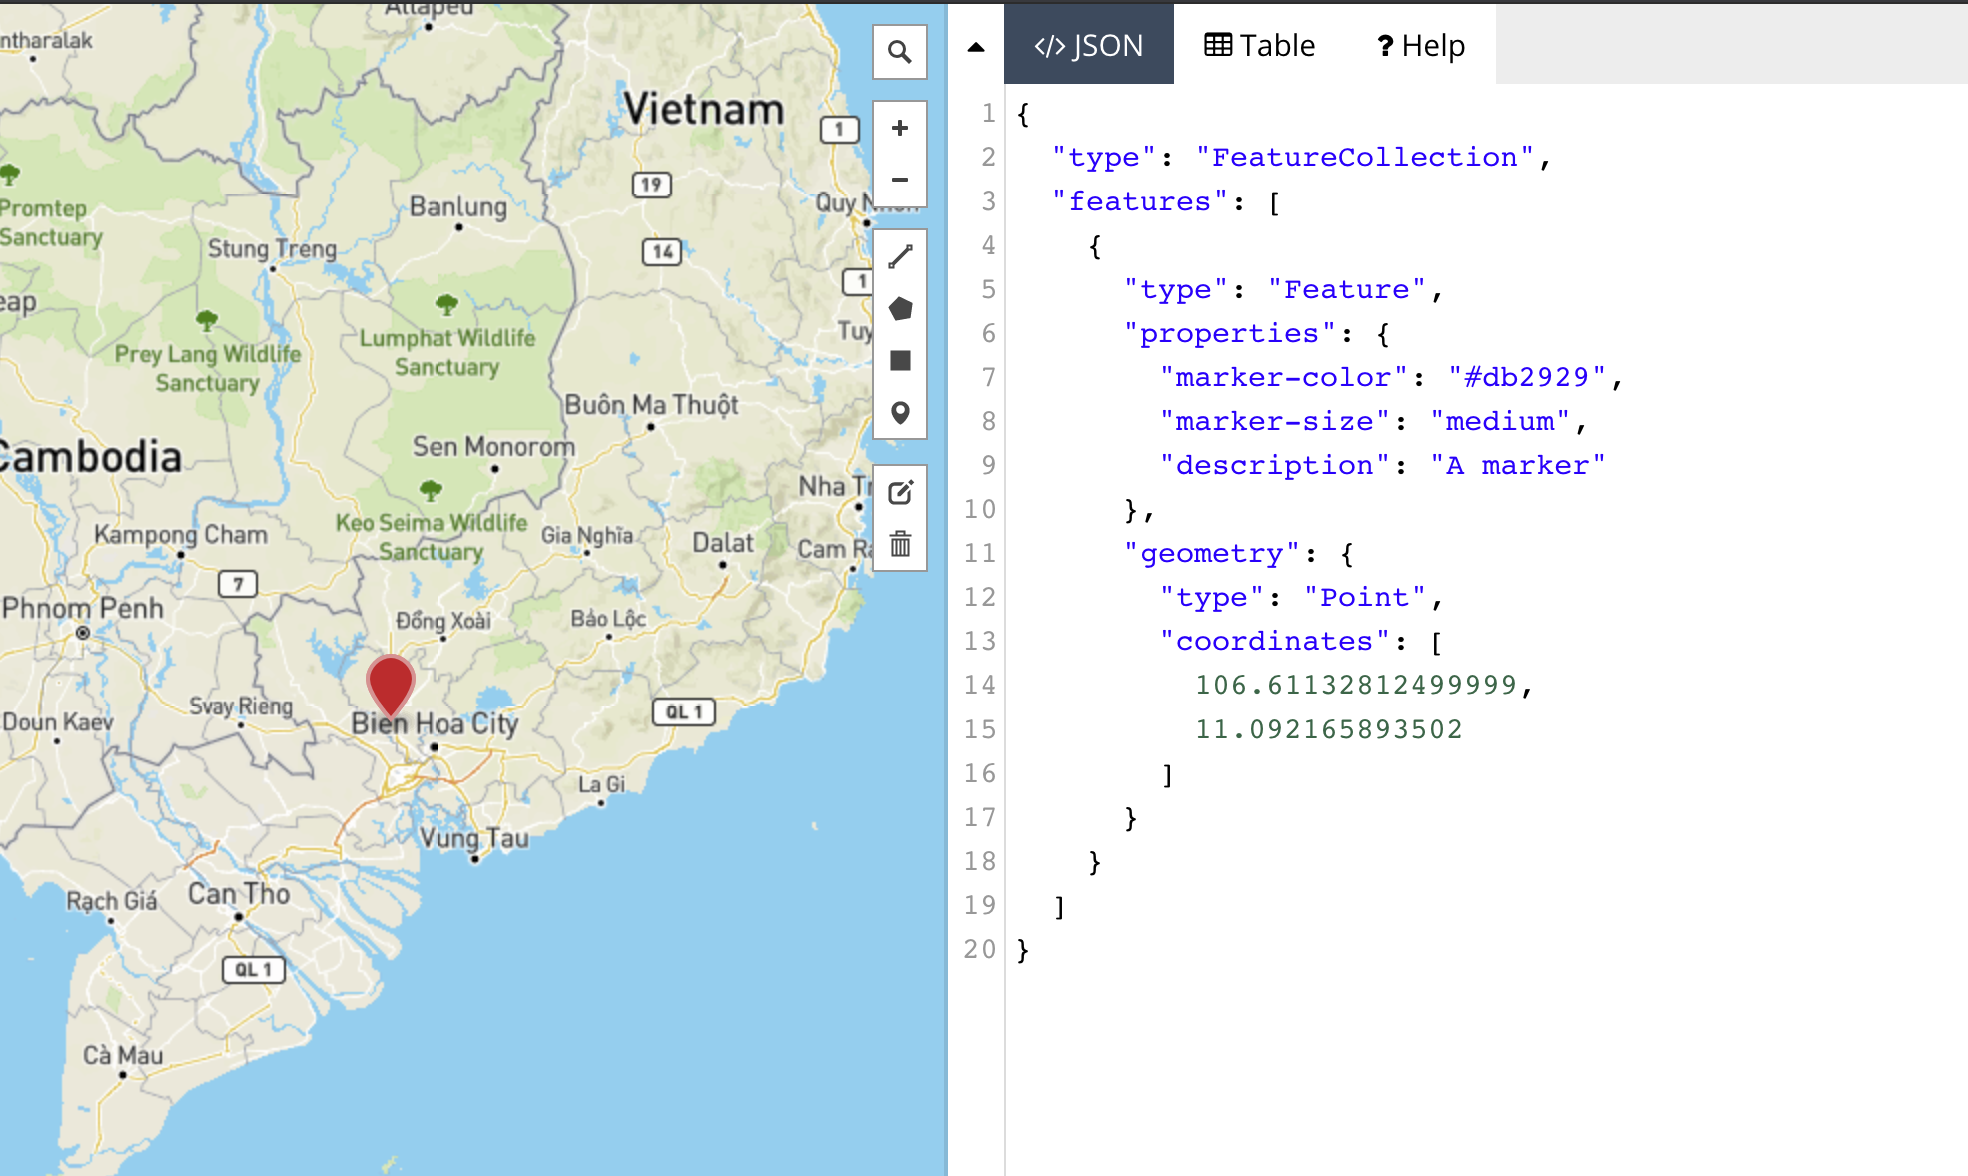 Attapeu
ntharalak
Vietnam
1
19
Promtep
Sanctuary
Banlung
Quy Nhon
Stung Treng
14
1
eap
Lumphat Wildlife
Sanctuary
Prey Lang Wildlife
Sanctuary
Tuy
Buôn Ma Thuột
Cambodia
Sen Monorom
Nha Tr
Keo Seima Wildlife
Sanctuary
Kampong Cham
Gia Nghĩa
Dalat
Cam Ra
7
Phnom Penh
Đồng Xoài
Bảo Lộc
Svay Rieng
QL 1
Doun Kaev
Bien Hoa City
La Gi
Vung Tau
Rạch Giá
Can Tho
QL 1
Cà Mau
</> JSON
Table
? Help
1 {
2 "type": "FeatureCollection",
3 "features": [
4 {
5 "type": "Feature",
6 "properties": {
7 "marker-color": "#db2929",
8 "marker-size": "medium",
9 "description": "A marker"
10 },
11 "geometry": {
12 "type": "Point",
13 "coordinates": [
14 106.61132812499999,
15 11.092165893502
16 ]
17 }
18 }
19 ]
20 }